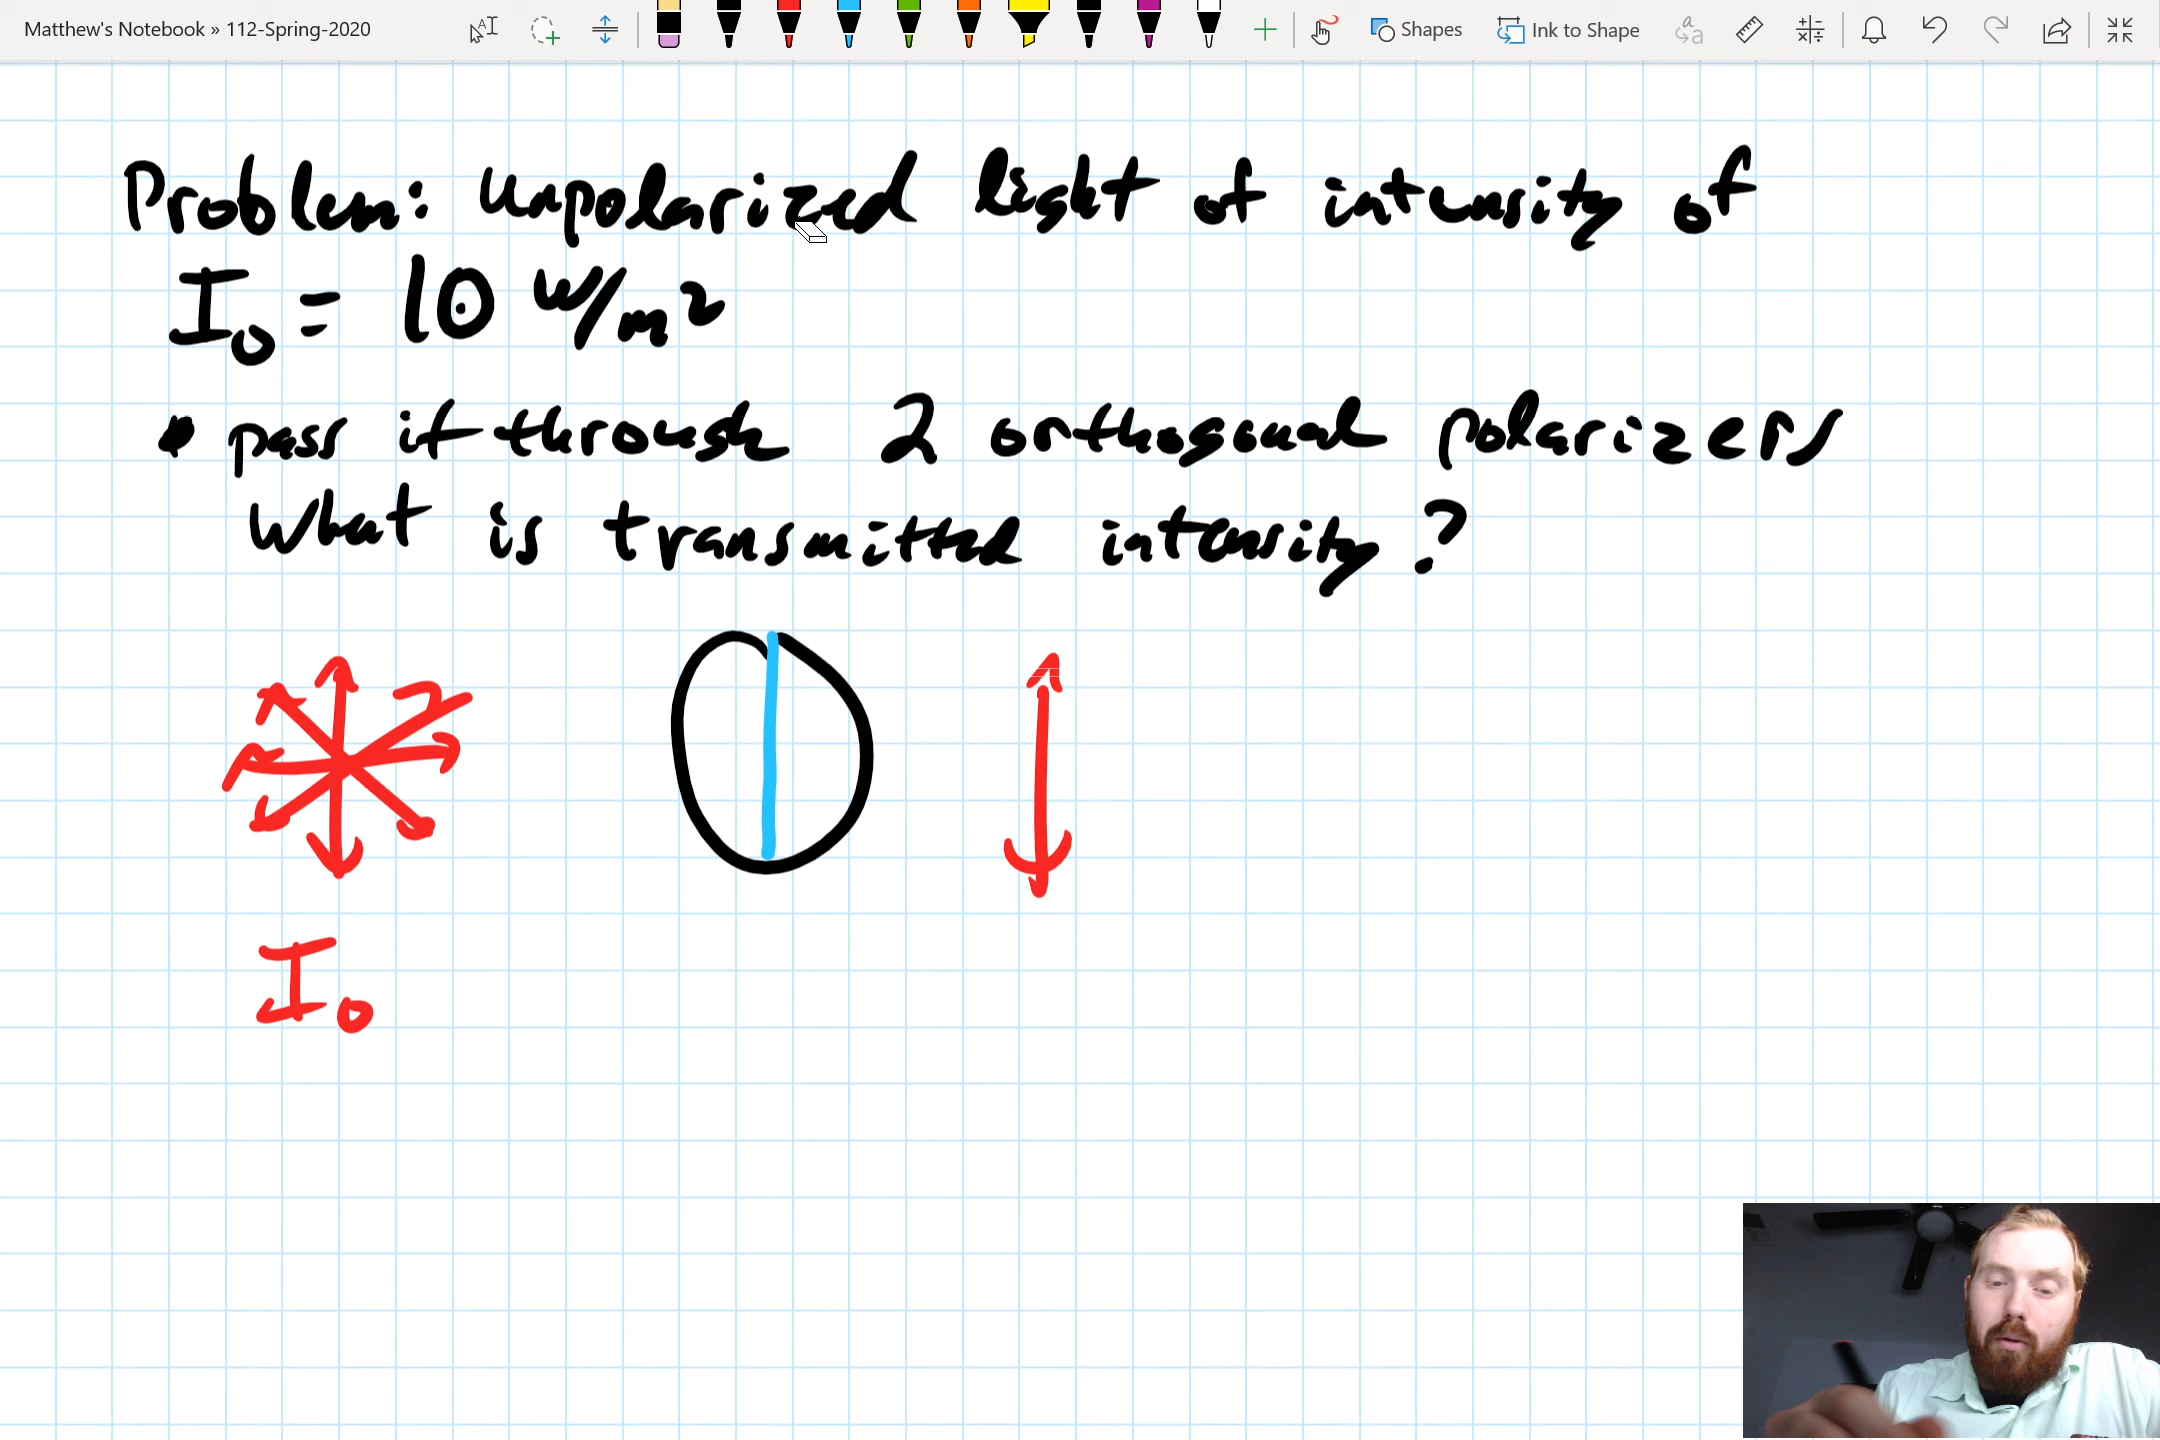 Matthew's Notebook » 112-Spring-2020
Shapes
Ink to Shape
Problem: Unpolarized light of intensity of
I₀ = 10 W/m²
• pass it through 2 orthogonal polarizers
What is transmitted intensity?
I₀